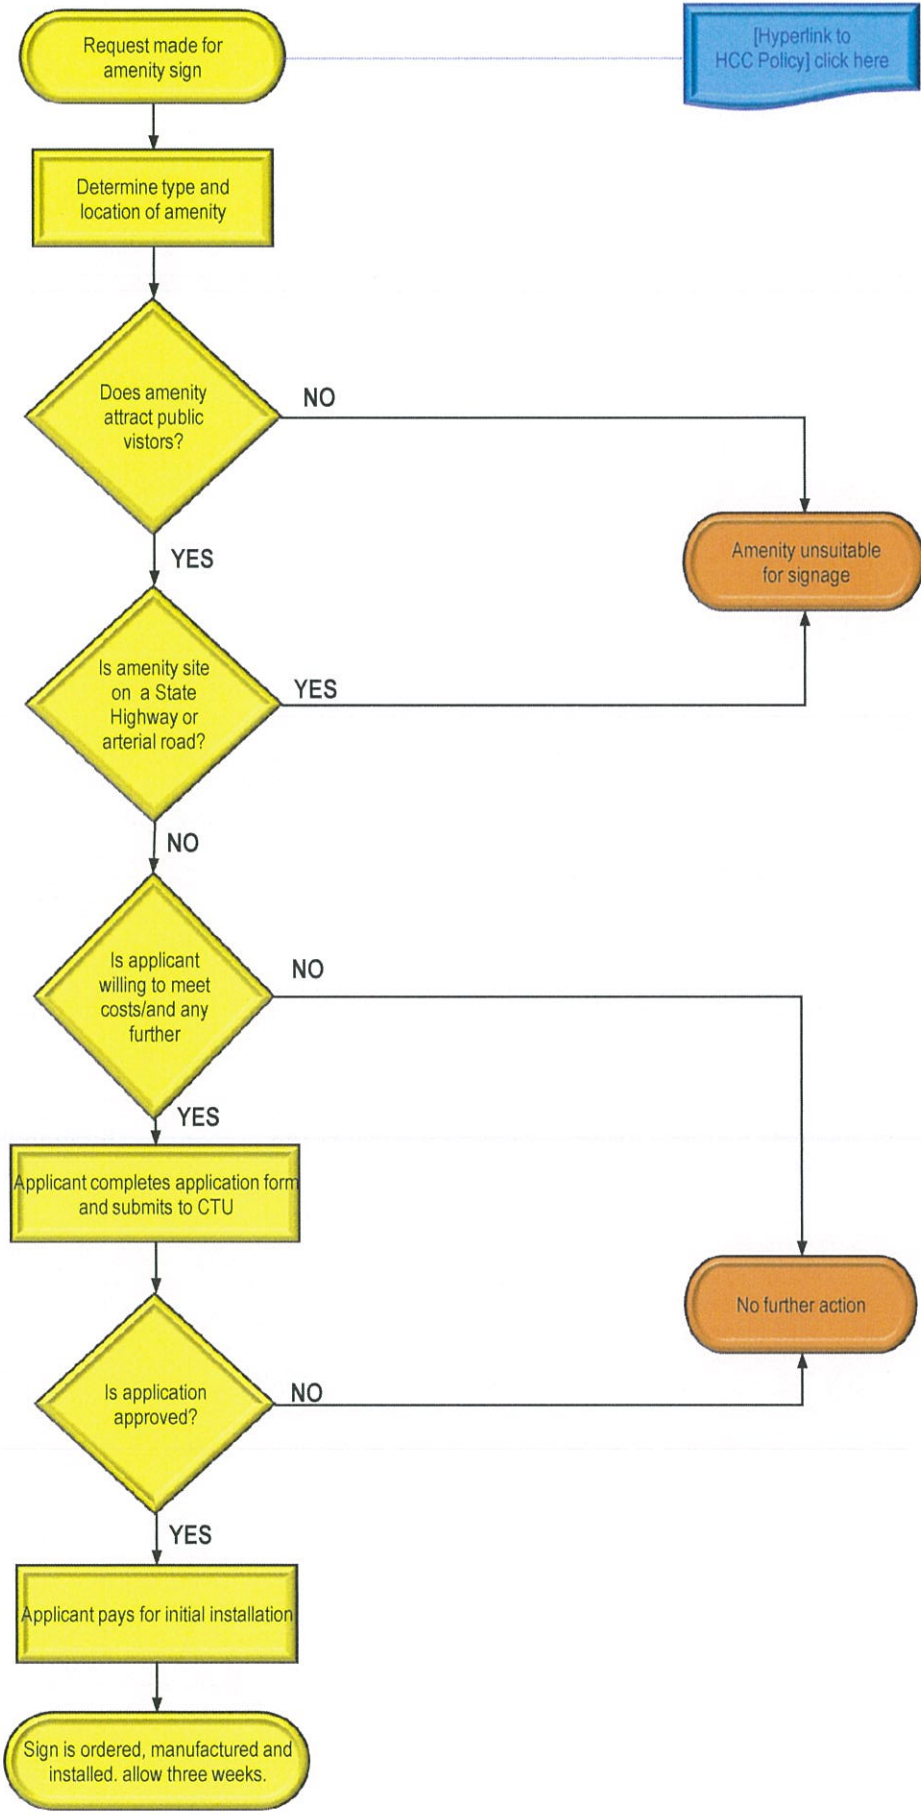 Request made for
amenity sign
[Hyperlink to
HCC Policy] click here
Determine type and
location of amenity
Does amenity
attract public
vistors?
NO
YES
Amenity unsuitable
for signage
Is amenity site
on a State
Highway or
arterial road?
YES
NO
Is applicant
willing to meet
costs/and any
further
NO
YES
Applicant completes application form
and submits to CTU
No further action
Is application
approved?
NO
YES
Applicant pays for initial installation
Sign is ordered, manufactured and
installed. allow three weeks.